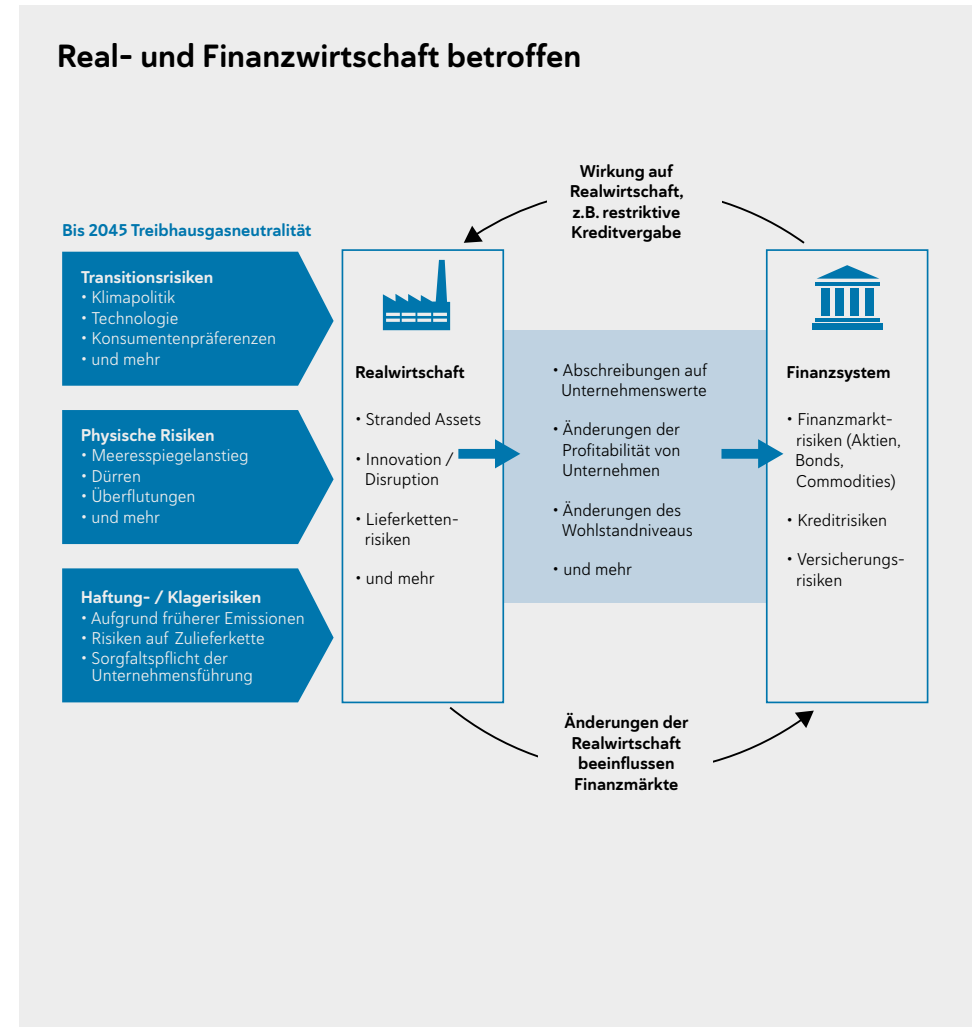 Real- und Finanzwirtschaft betroffen
Wirkung auf
Realwirtschaft,
z.B. restriktive
Kreditvergabe
Bis 2045 Treibhausgasneutralität
Transitionsrisiken
• Klimapolitik
• Technologie
• Konsumentenpräferenzen
• und mehr
Physische Risiken
• Meeresspiegelanstieg
• Dürren
• Überflutungen
• und mehr
Haftung- / Klagerisiken
• Aufgrund früherer Emissionen
• Risiken auf Zulieferkette
• Sorgfaltspflicht der
Unternehmensführung
Realwirtschaft
• Stranded Assets
• Innovation /
Disruption
• Lieferketten-
risiken
• und mehr
• Abschreibungen auf
Unternehmenswerte
• Änderungen der
Profitabilität von
Unternehmen
• Änderungen des
Wohlstandniveaus
• und mehr
Finanzsystem
• Finanzmarkt-
risiken (Aktien,
Bonds,
Commodities)
• Kreditrisiken
• Versicherungs-
risiken
Änderungen der
Realwirtschaft
beeinflussen
Finanzmärkte